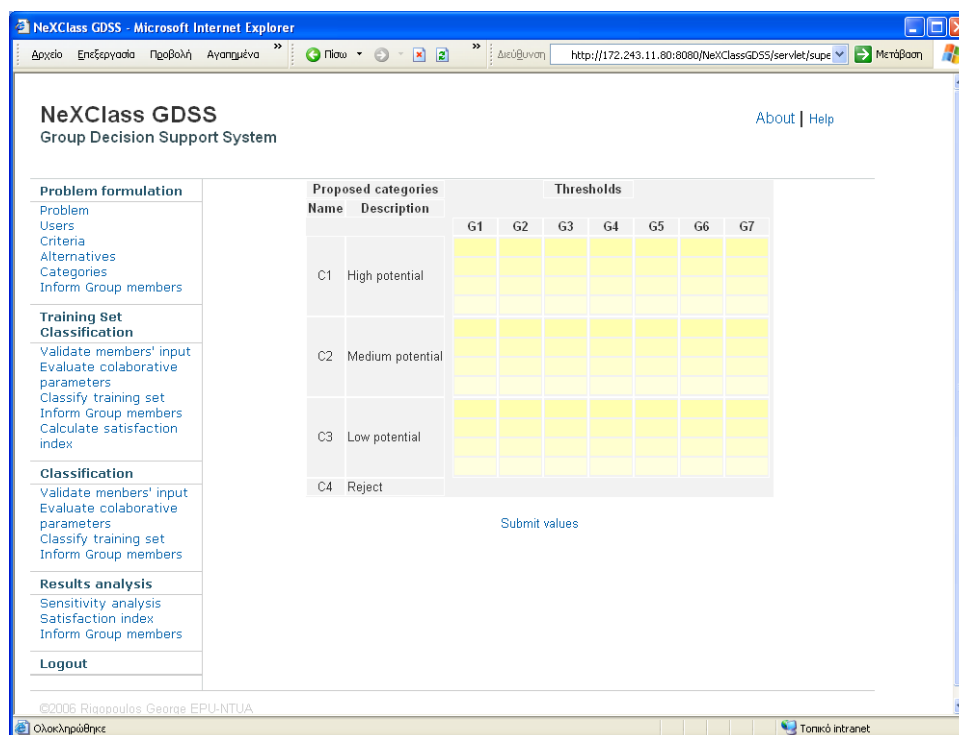 NeXClass GDSS - Microsoft Internet Explorer
Αρχείο Επεξεργασία Προβολή Αγαπημένα » Πίσω » Διεύθυνση http://172.243.11.80:8080/NeXClassGDSS/servlet/supe Μετάβαση
NeXClass GDSS
Group Decision Support System
About | Help
Problem formulation
Problem
Users
Criteria
Alternatives
Categories
Inform Group members
Training Set
Classification
Validate members' input
Evaluate colaborative
parameters
Classify training set
Inform Group members
Calculate satisfaction
index
Classification
Validate menbers' input
Evaluate colaborative
parameters
Classify training set
Inform Group members
Results analysis
Sensitivity analysis
Satisfaction index
Inform Group members
Logout
Proposed categories Thresholds
Name Description
G1 G2 G3 G4 G5 G6 G7
C1 High potential
C2 Medium potential
C3 Low potential
C4 Reject
Submit values
©2006 Rigopoulos George EPU-NTUA
Ολοκληρώθηκε Τοπικό intranet